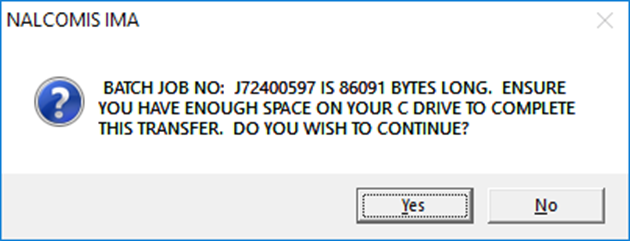 NALCOMIS IMA
BATCH JOB NO: J72400597 IS 86091 BYTES LONG. ENSURE
YOU HAVE ENOUGH SPACE ON YOUR C DRIVE TO COMPLETE
THIS TRANSFER. DO YOU WISH TO CONTINUE?
Yes
No